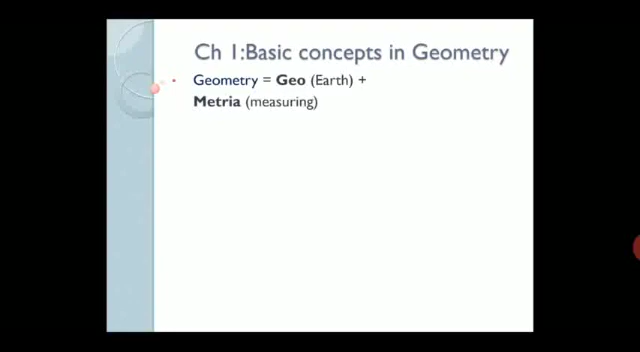 Ch 1:Basic concepts in Geometry
Geometry = Geo (Earth) +
Metria (measuring)